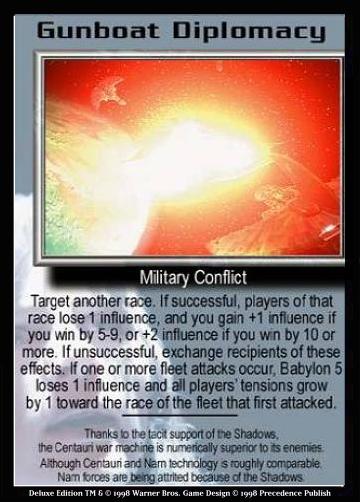 Gunboat Diplomacy
Military Conflict
Target another race. If successful, players of that
race lose 1 influence, and you gain +1 influence if
you win by 5-9, or +2 influence if you win by 10 or
more. If unsuccessful, exchange recipients of these
effects. If one or more fleet attacks occur, Babylon 5
loses 1 influence and all players' tensions grow
by 1 toward the race of the fleet that first attacked.
Thanks to the tacit support of the Shadows,
the Centauri war machine is numerically superior to its enemies.
Although Centauri and Narn technology is roughly comparable.
Narn forces are being attrited because of the Shadows.
Deluxe Edition TM & © 1998 Warner Bros. Game Design © 1998 Precedence Publish